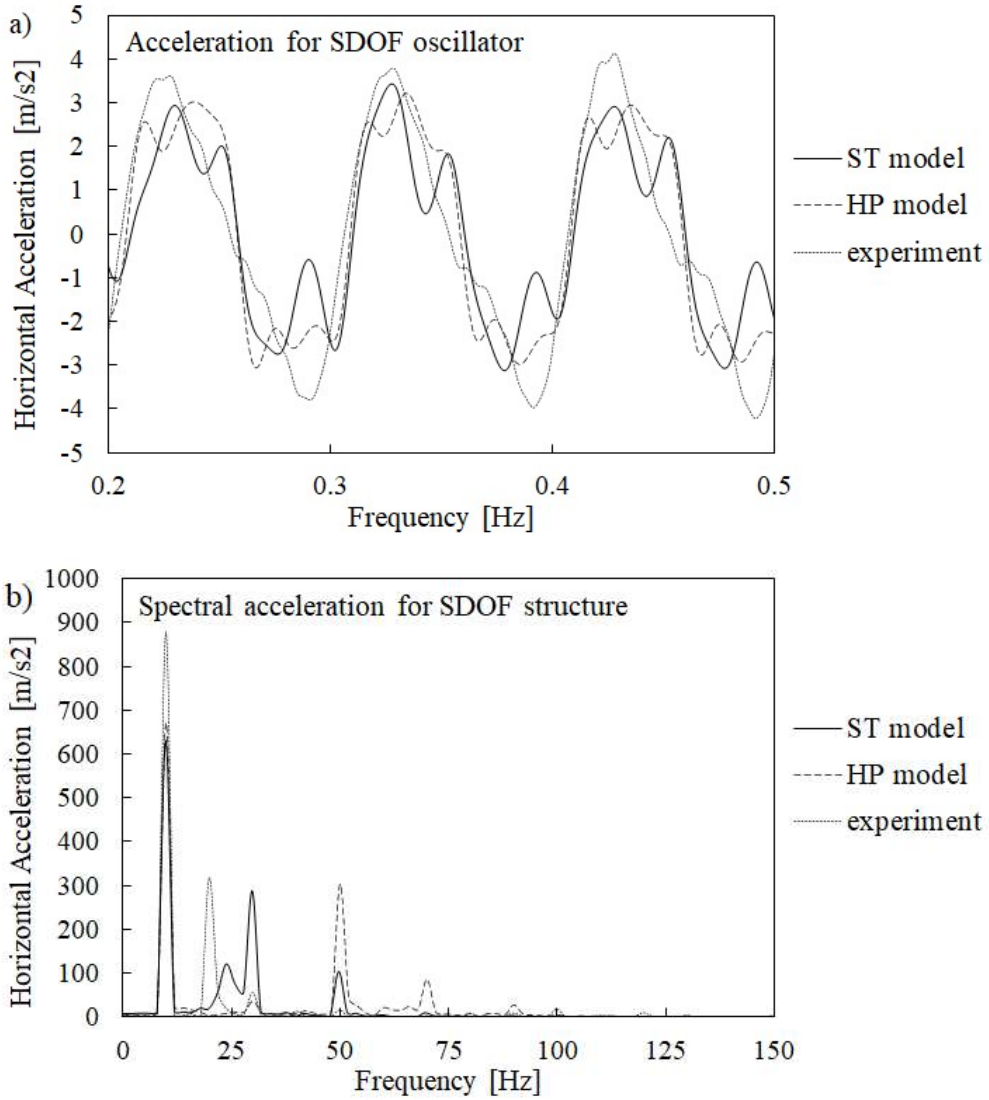 a)
Acceleration for SDOF oscillator
Horizontal Acceleration [m/s2]
5
4
3
2
1
0
-1
-2
-3
-4
-5
0.2 0.3 0.4 0.5
Frequency [Hz]
ST model
HP model
experiment
b)
Spectral acceleration for SDOF structure
Horizontal Acceleration [m/s2]
1000
900
800
700
600
500
400
300
200
100
0
0 25 50 75 100 125 150
Frequency [Hz]
ST model
HP model
experiment